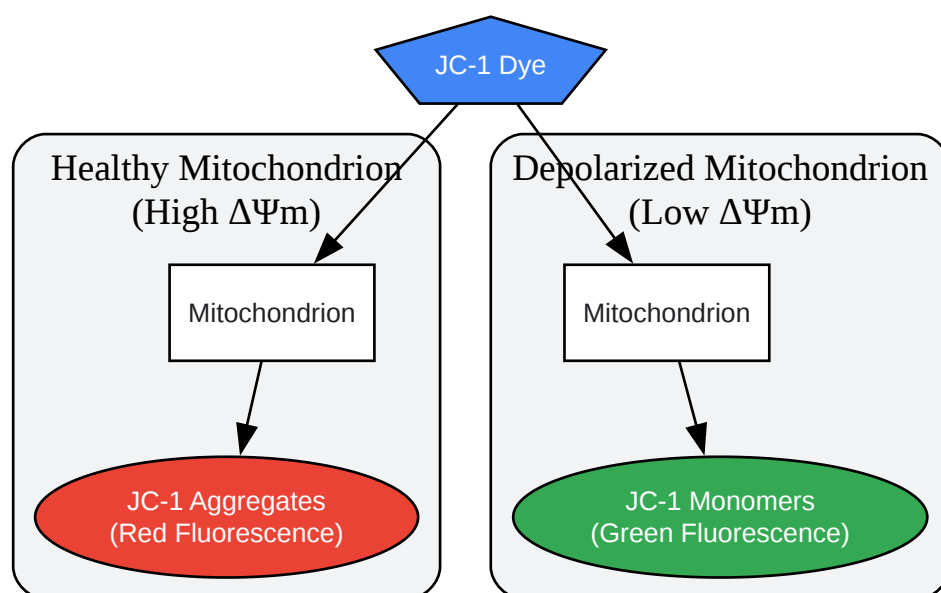 JC-1 Dye
Healthy Mitochondrion
(High ΔΨm)
Mitochondrion
JC-1 Aggregates
(Red Fluorescence)
Depolarized Mitochondrion
(Low ΔΨm)
Mitochondrion
JC-1 Monomers
(Green Fluorescence)